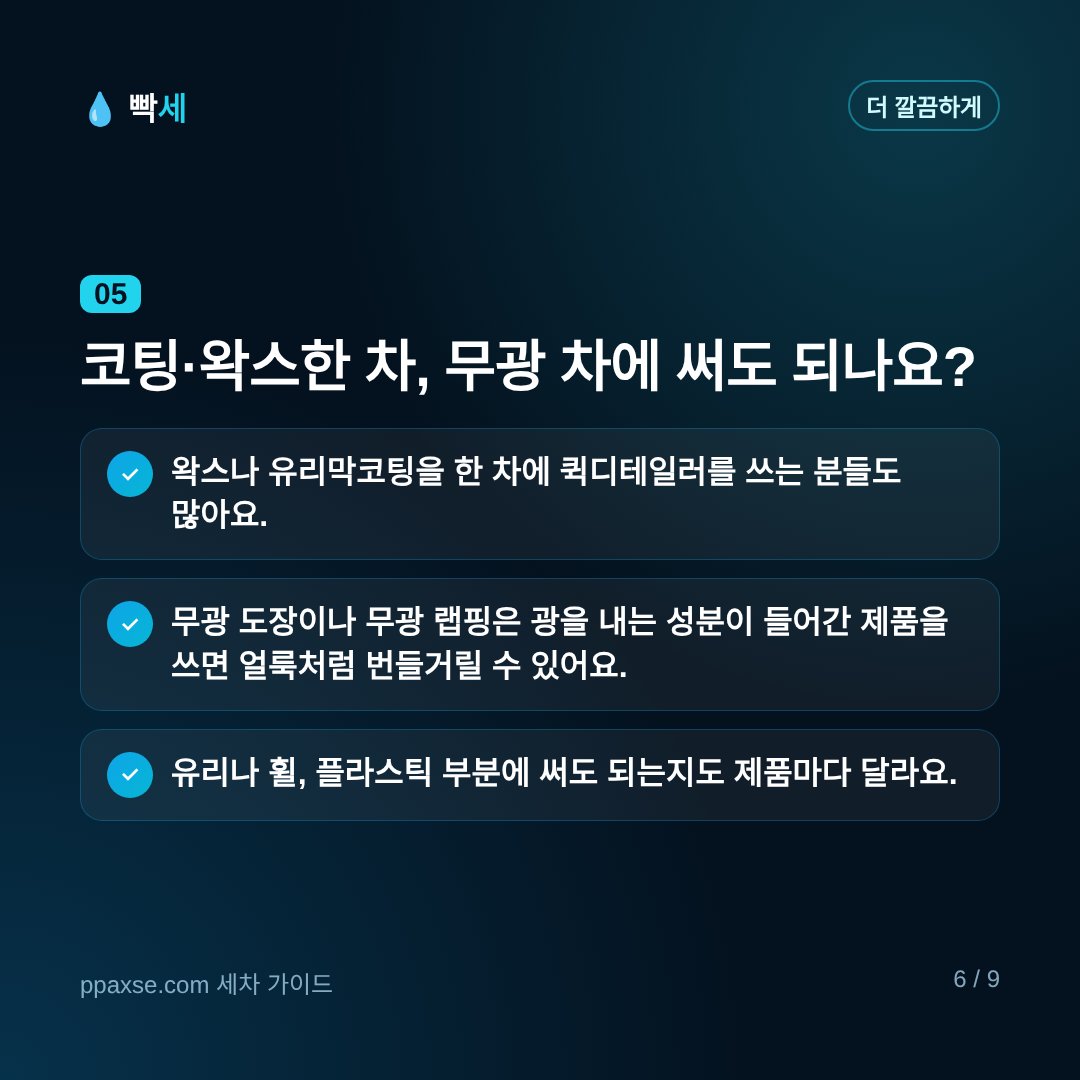 빡세
더 깔끔하게
05
코팅·왁스한 차, 무광 차에 써도 되나요?
왁스나 유리막코팅을 한 차에 퀵디테일러를 쓰는 분들도
많아요.
무광 도장이나 무광 랩핑은 광을 내는 성분이 들어간 제품을
쓰면 얼룩처럼 번들거릴 수 있어요.
유리나 휠, 플라스틱 부분에 써도 되는지도 제품마다 달라요.
ppaxse.com 세차 가이드
6 / 9